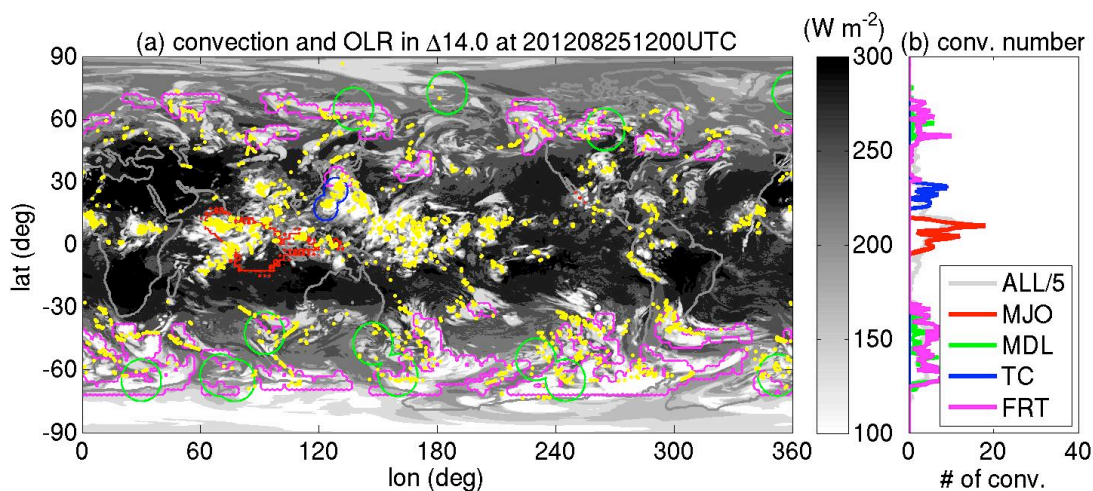 (W m-2)
(a) convection and OLR in Δ14.0 at 201208251200UTC
(b) conv. number
90
60
30
0
-30
-60
-90
lat (deg)
0
60
120
180
240
300
360
lon (deg)
300
250
200
150
100
ALL/5
MJO
MDL
TC
FRT
0
20
40
# of conv.